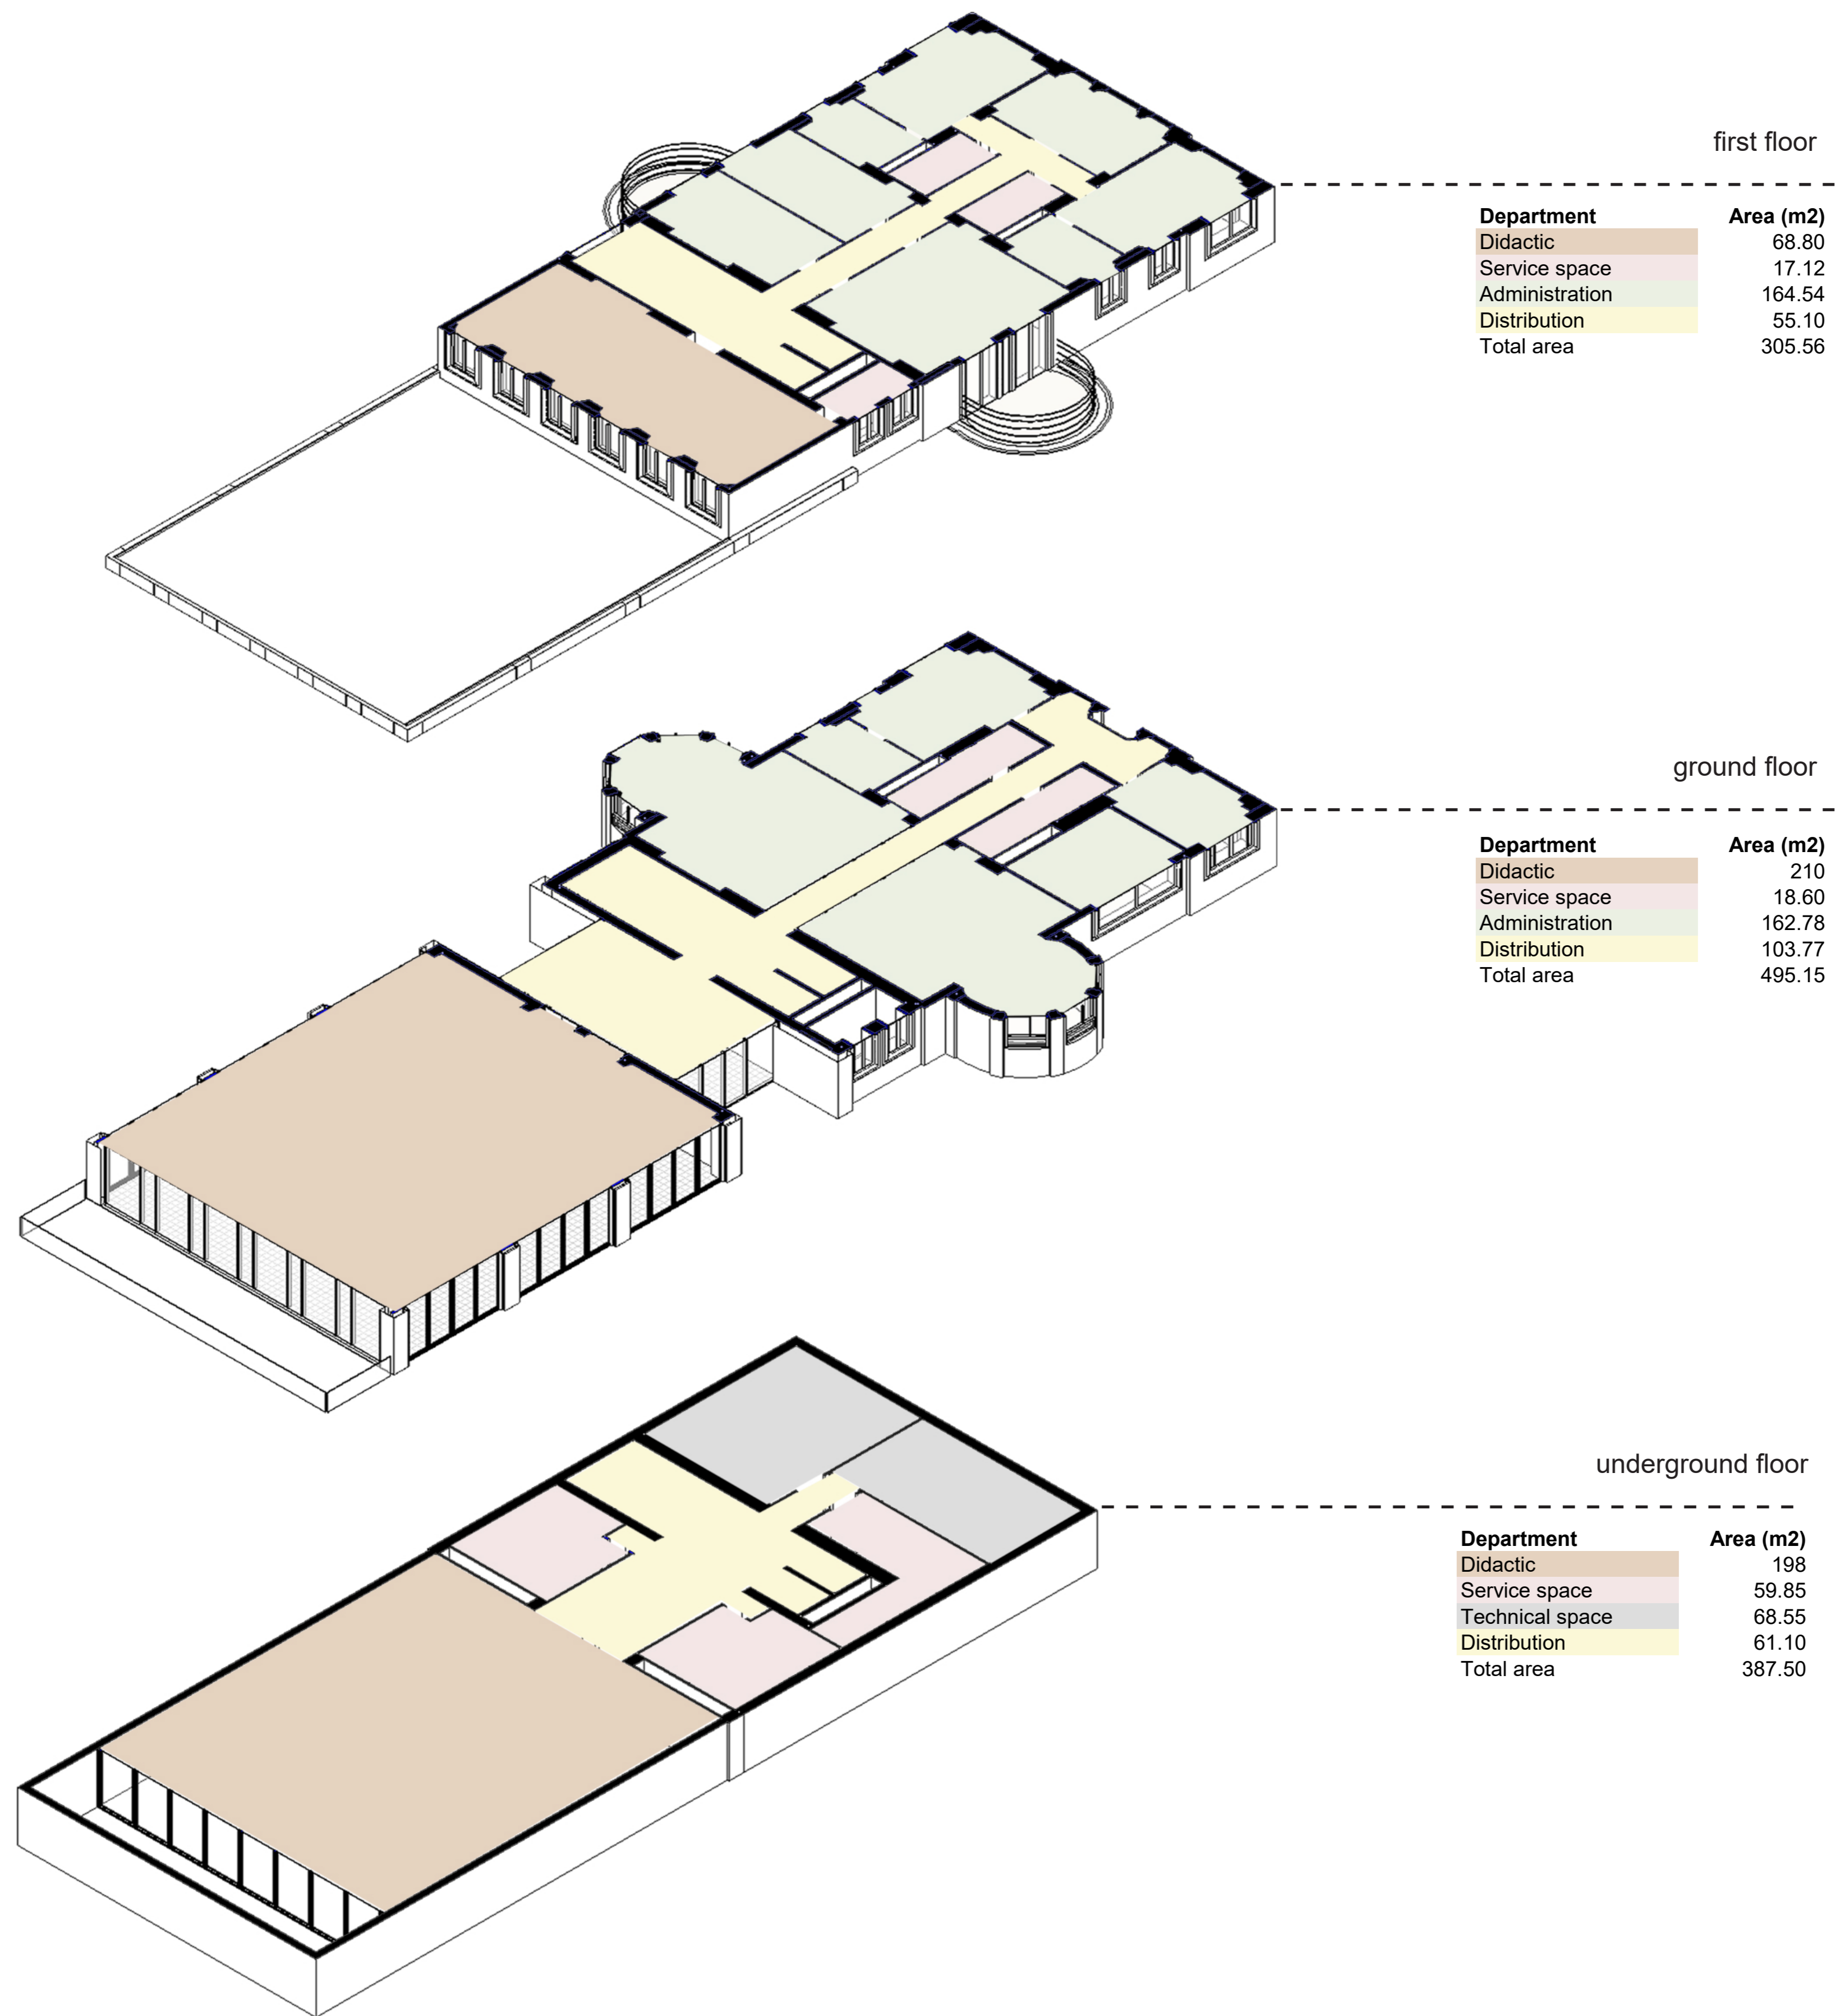 first floor
Department Area (m2)
Didactic 68.80
Service space 17.12
Administration 164.54
Distribution 55.10
Total area 305.56
ground floor
Department Area (m2)
Didactic 210
Service space 18.60
Administration 162.78
Distribution 103.77
Total area 495.15
underground floor
Department Area (m2)
Didactic 198
Service space 59.85
Technical space 68.55
Distribution 61.10
Total area 387.50